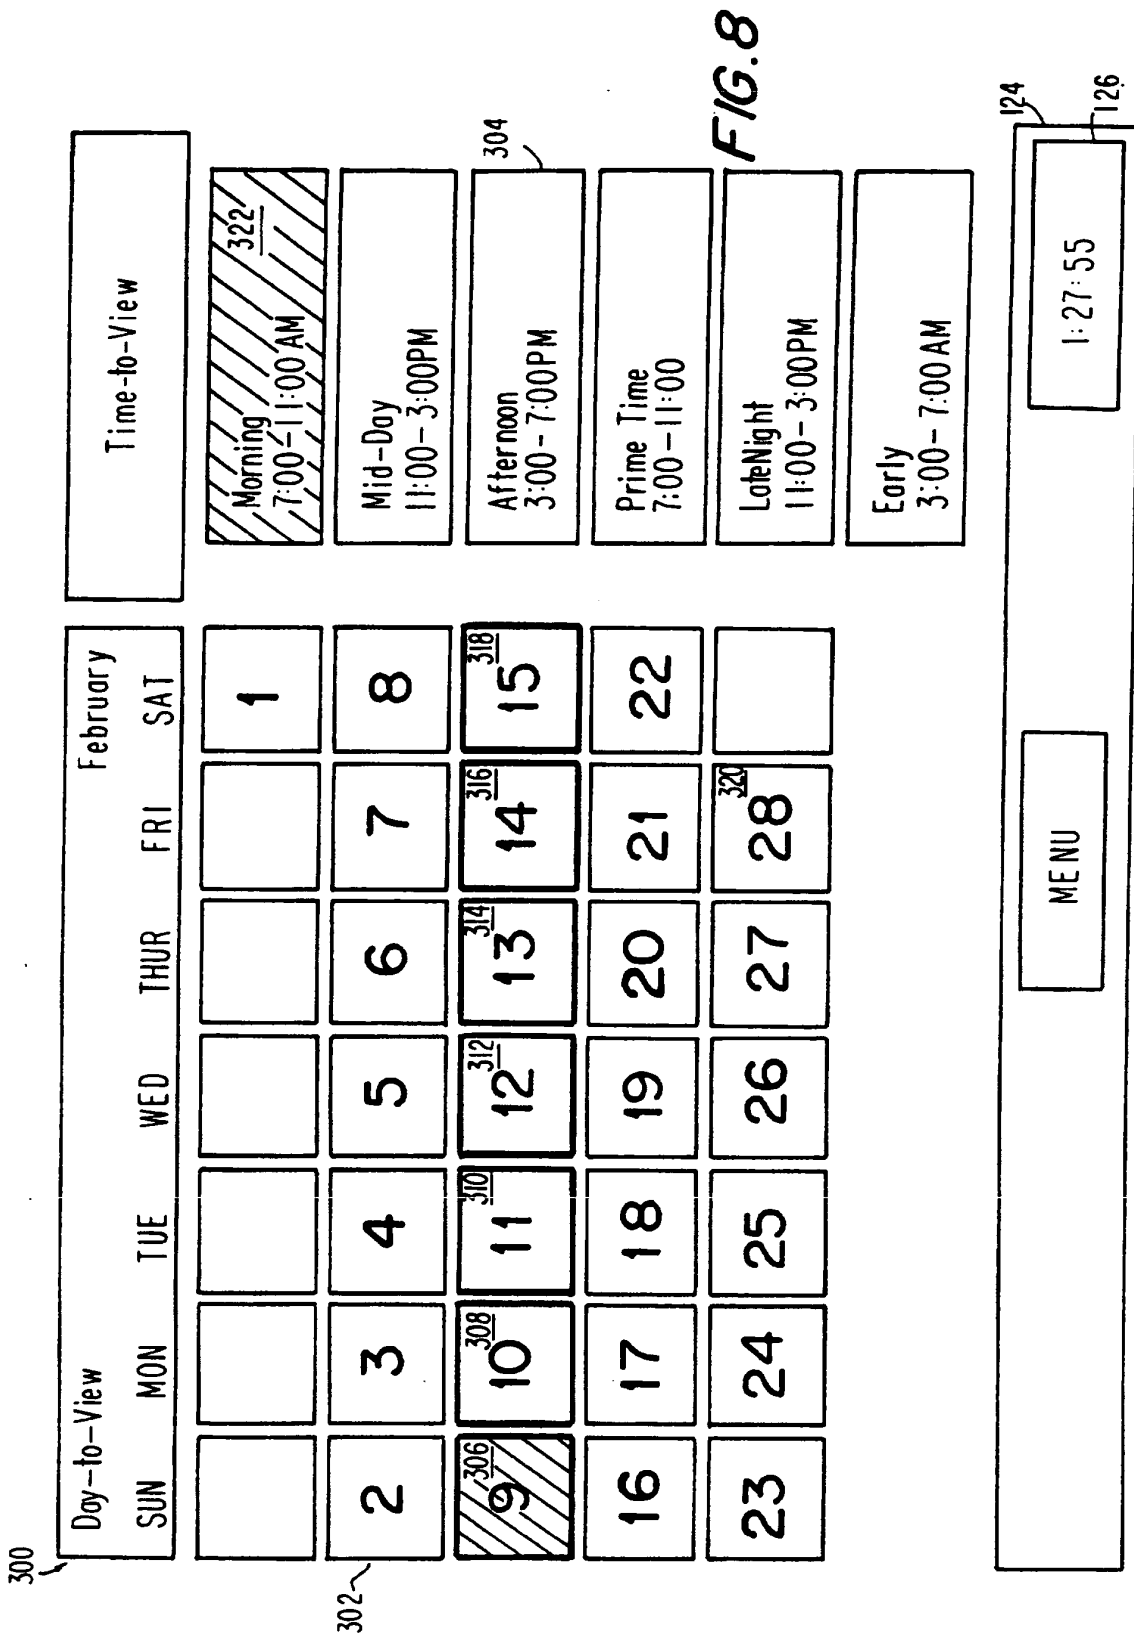 300
Day-to-View February
SUN MON TUE WED THUR FRI SAT
1
302 2 3 4 5 6 7 8
306 308 310 312 314 316 318
9 10 11 12 13 14 15
16 17 18 19 20 21 22
320
23 24 25 26 27 28
Time-to-View
322
Morning
7:00-11:00 AM
Mid-Day
11:00-3:00PM
304
Afternoon
3:00-7:00PM
Prime Time
7:00-11:00
LateNight
11:00-3:00PM
Early
3:00-7:00AM
FIG.8
124
MENU
1:27:55
126